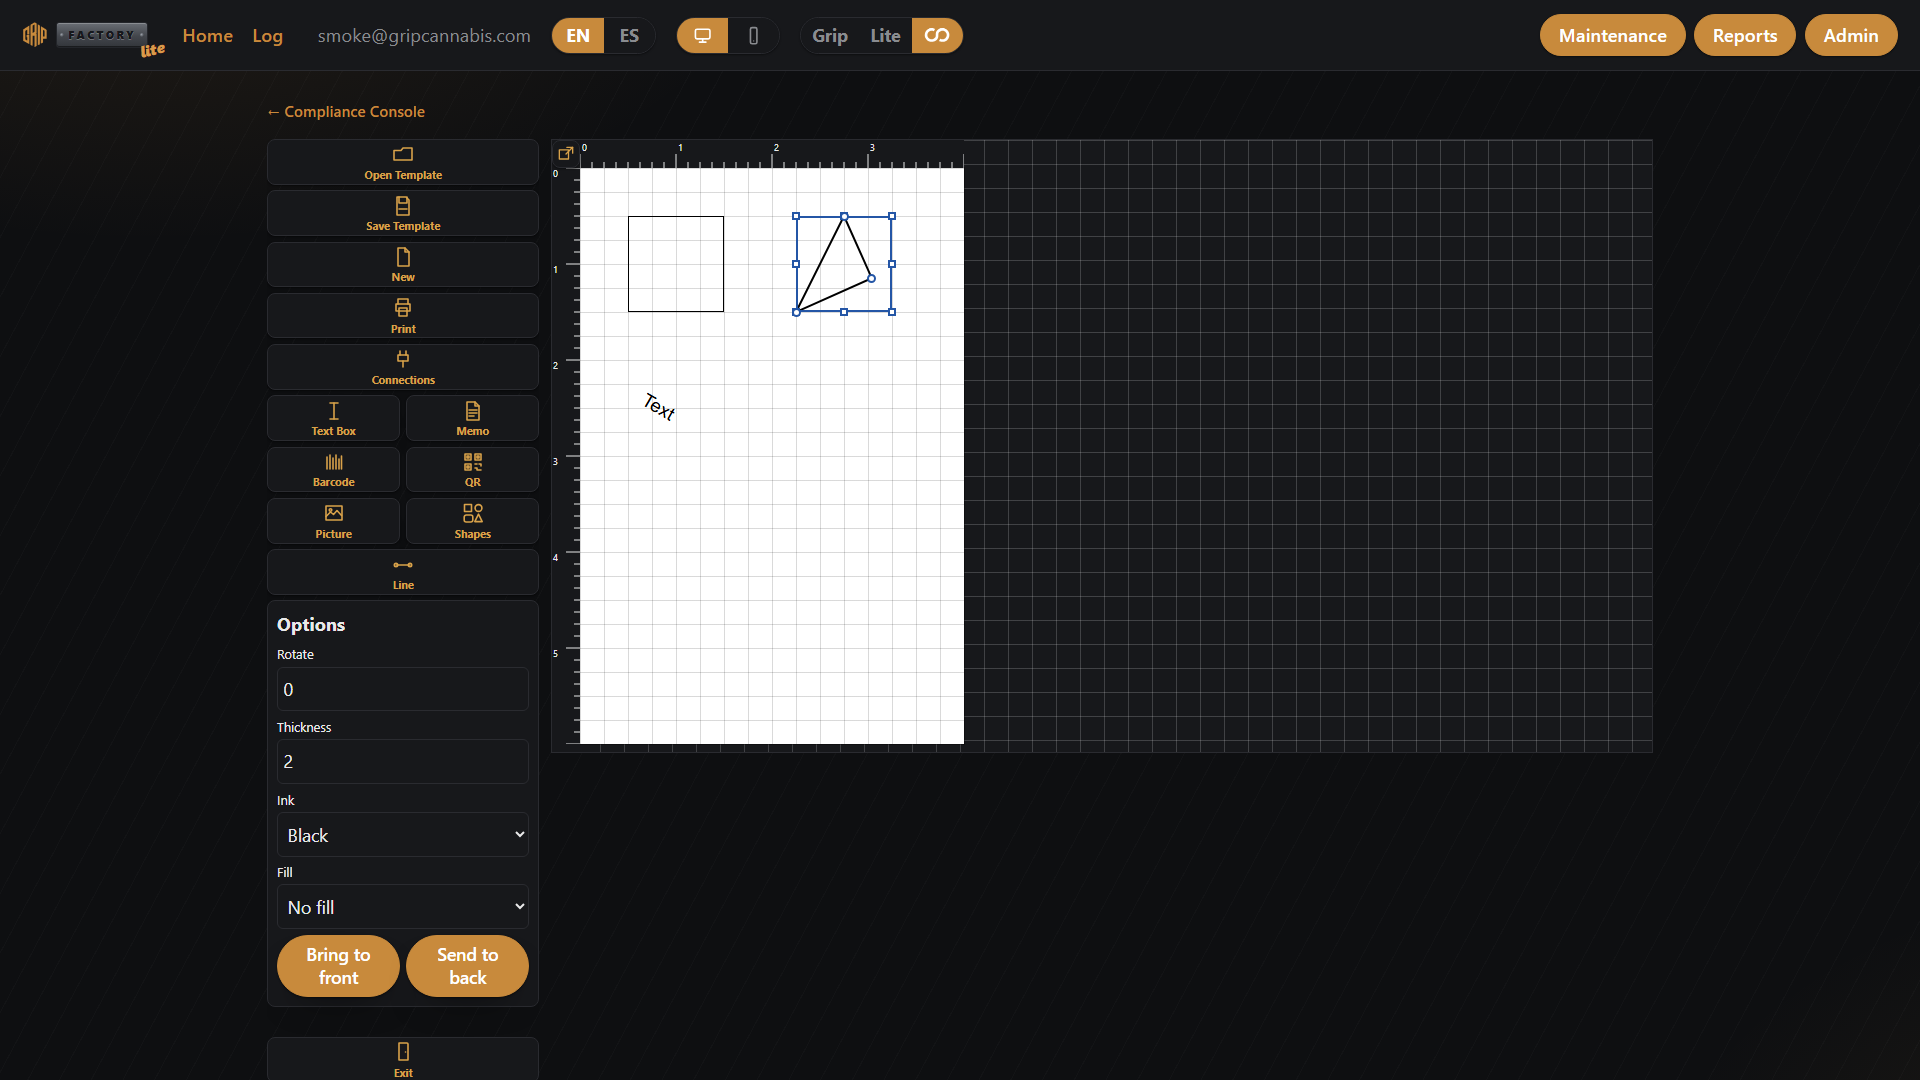 GRIP FACTORY lite
Home
Log
smoke@gripcannabis.com
EN
ES
Grip
Lite
Maintenance
Reports
Admin
← Compliance Console
Open Template
Save Template
New
Print
Connections
Text Box
Memo
Barcode
QR
Picture
Shapes
Line
Options
Rotate
0
Thickness
2
Ink
Black
Fill
No fill
Bring to
front
Send to
back
Exit
0
1
2
3
0
1
2
3
4
5
Text